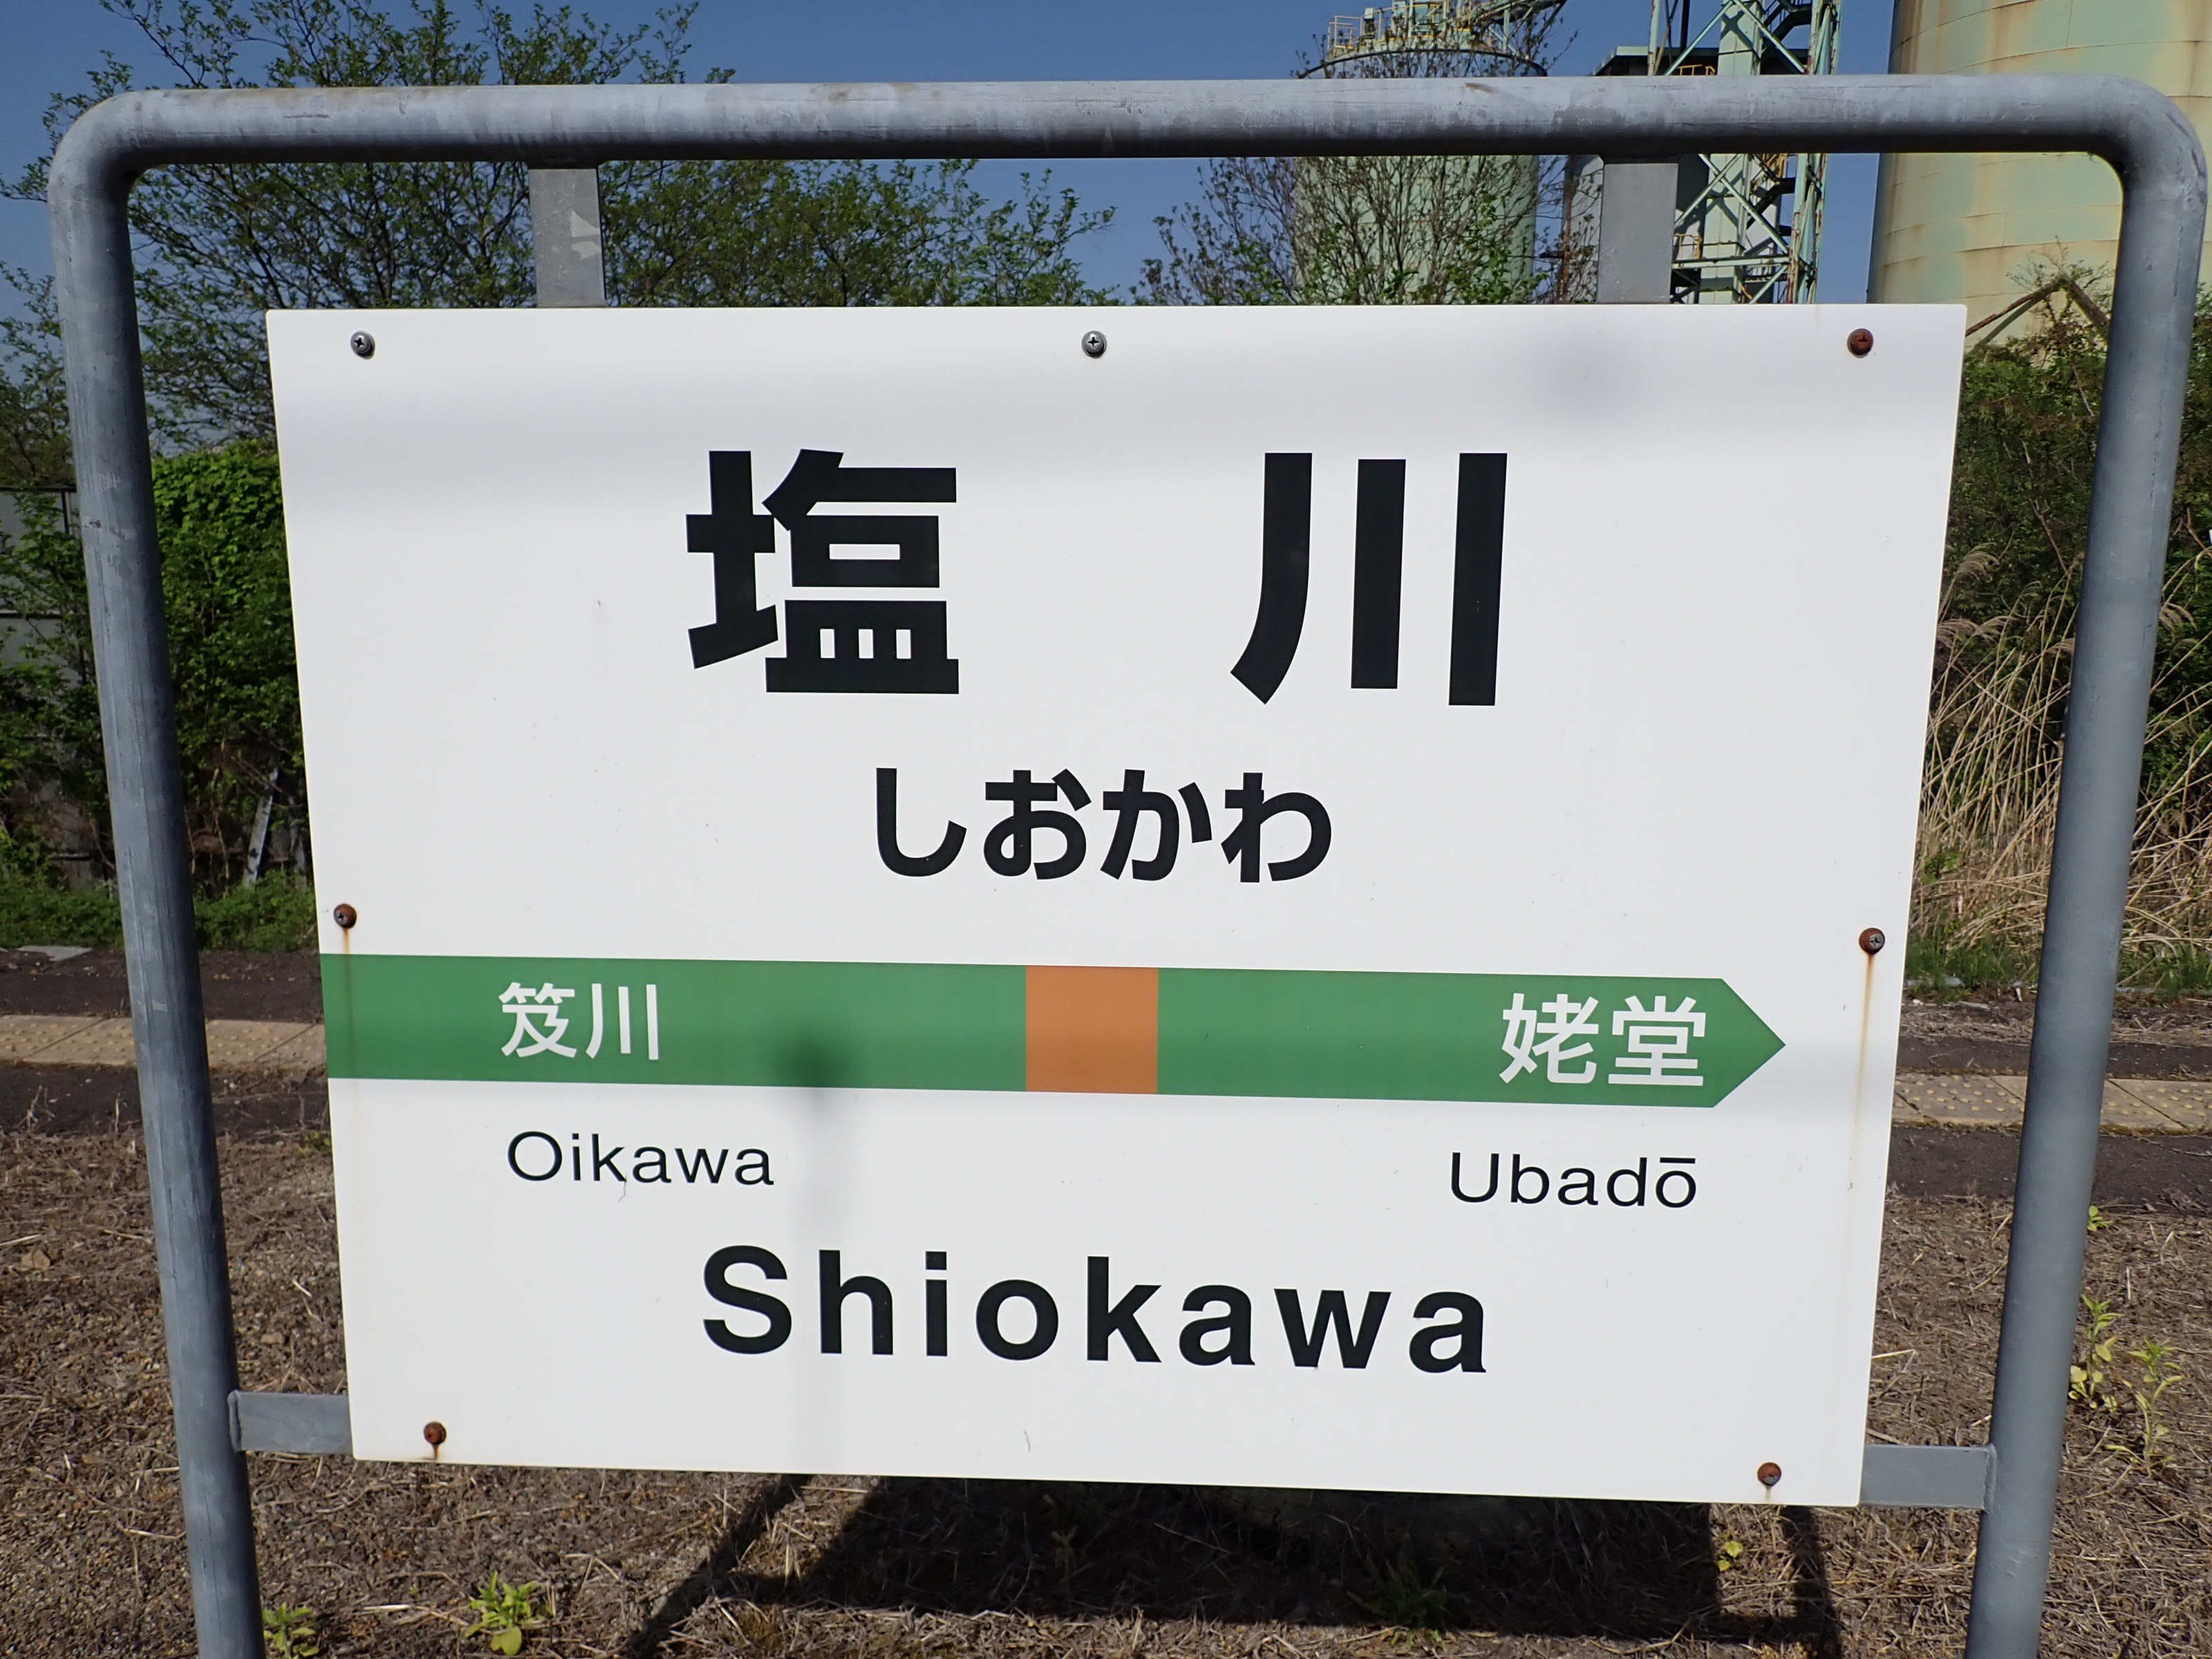 塩川
しおかわ
笈川 姥堂
Oikawa Ubadō
Shiokawa